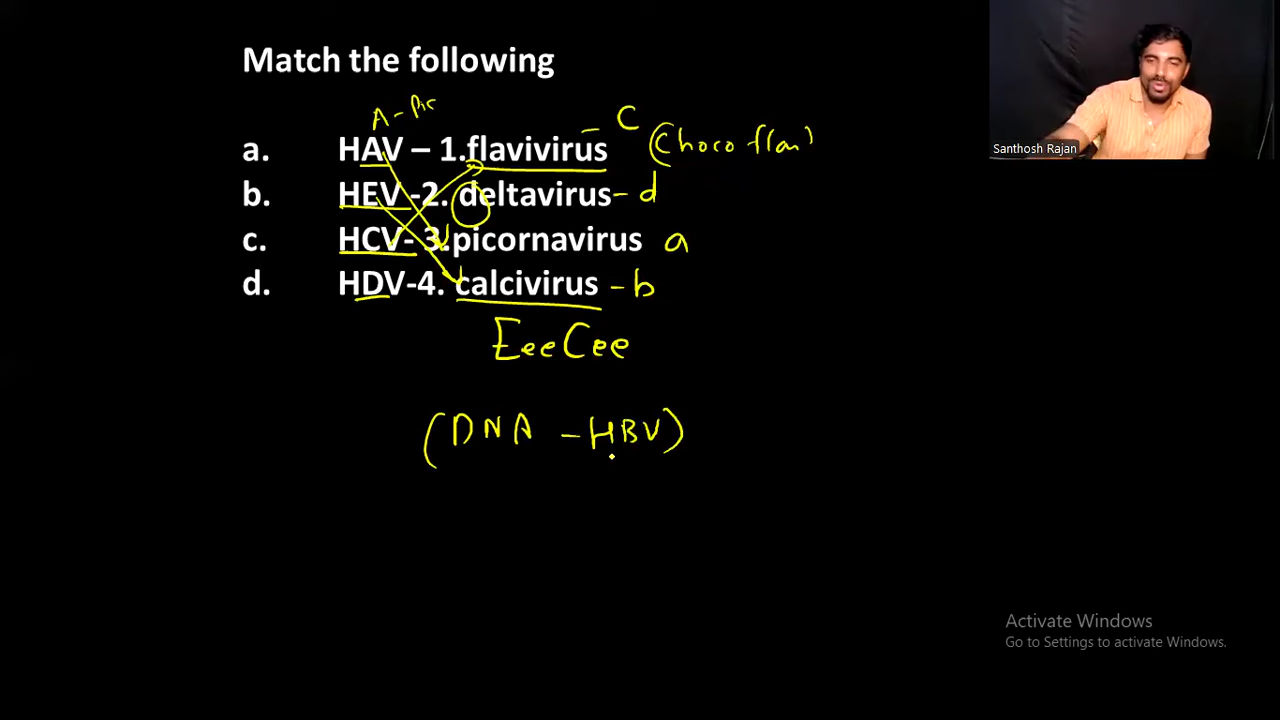 Match the following
A - Pic
a. HAV – 1.flavivirus - C (Choco flan)
b. HEV -2. deltavirus - d
c. HCV- 3.picornavirus a
d. HDV-4. calcivirus - b
EeeCee
(DNA - HBV)
Santhosh Rajan
Activate Windows
Go to Settings to activate Windows.